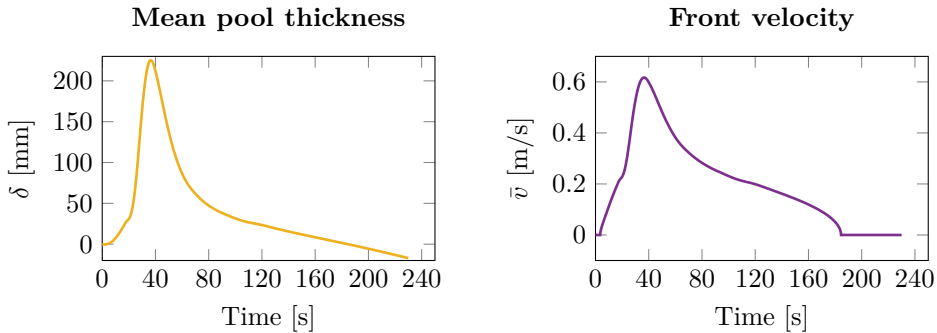 Mean pool thickness
200
150
100
50
0
δ [mm]
0 40 80 120 160 200 240
Time [s]
Front velocity
0.6
0.4
0.2
0
v̄ [m/s]
0 40 80 120 160 200 240
Time [s]